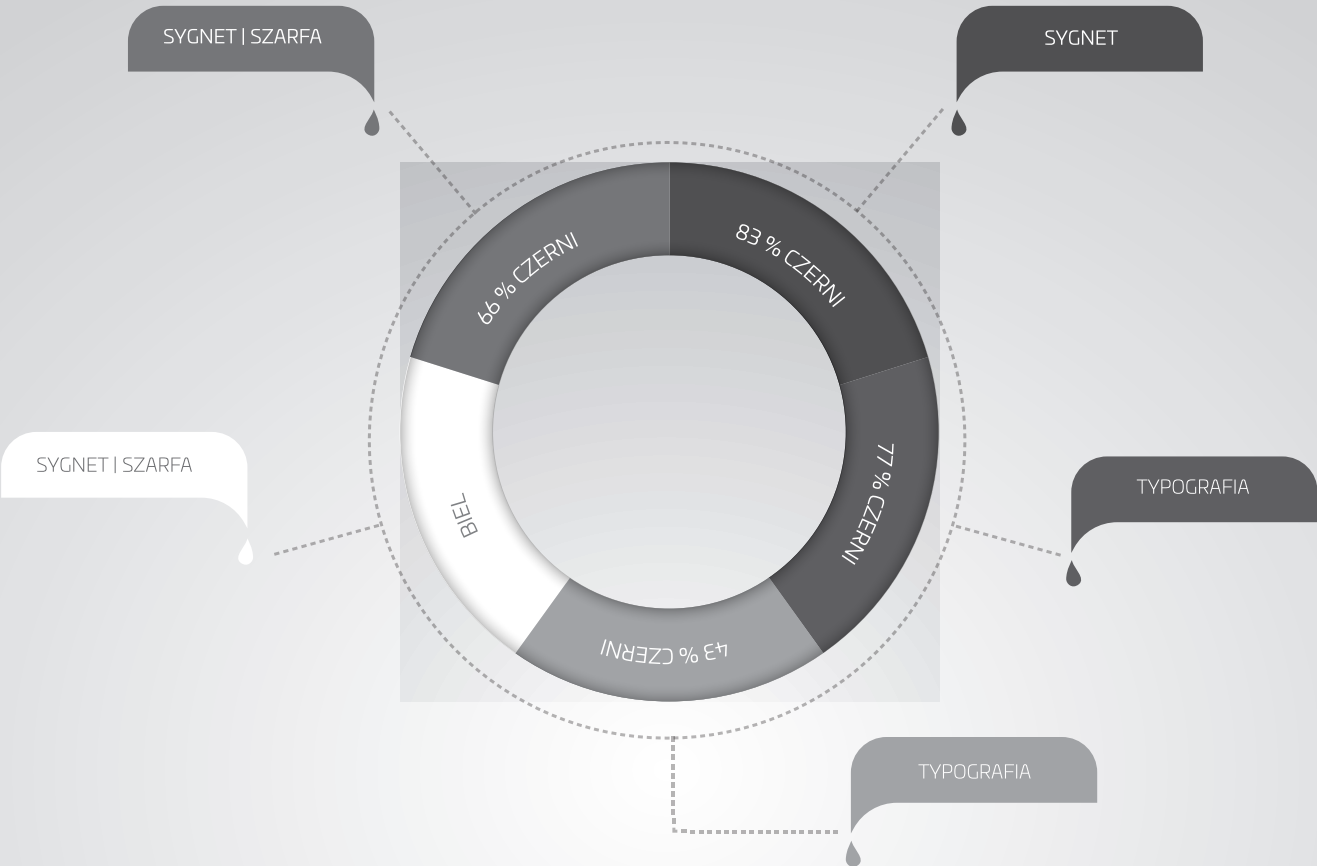 SYGNET | SZARFA
SYGNET
66 % CZERNI
83 % CZERNI
SYGNET | SZARFA
BIEL
77 % CZERNI
TYPOGRAFIA
43 % CZERNI
TYPOGRAFIA